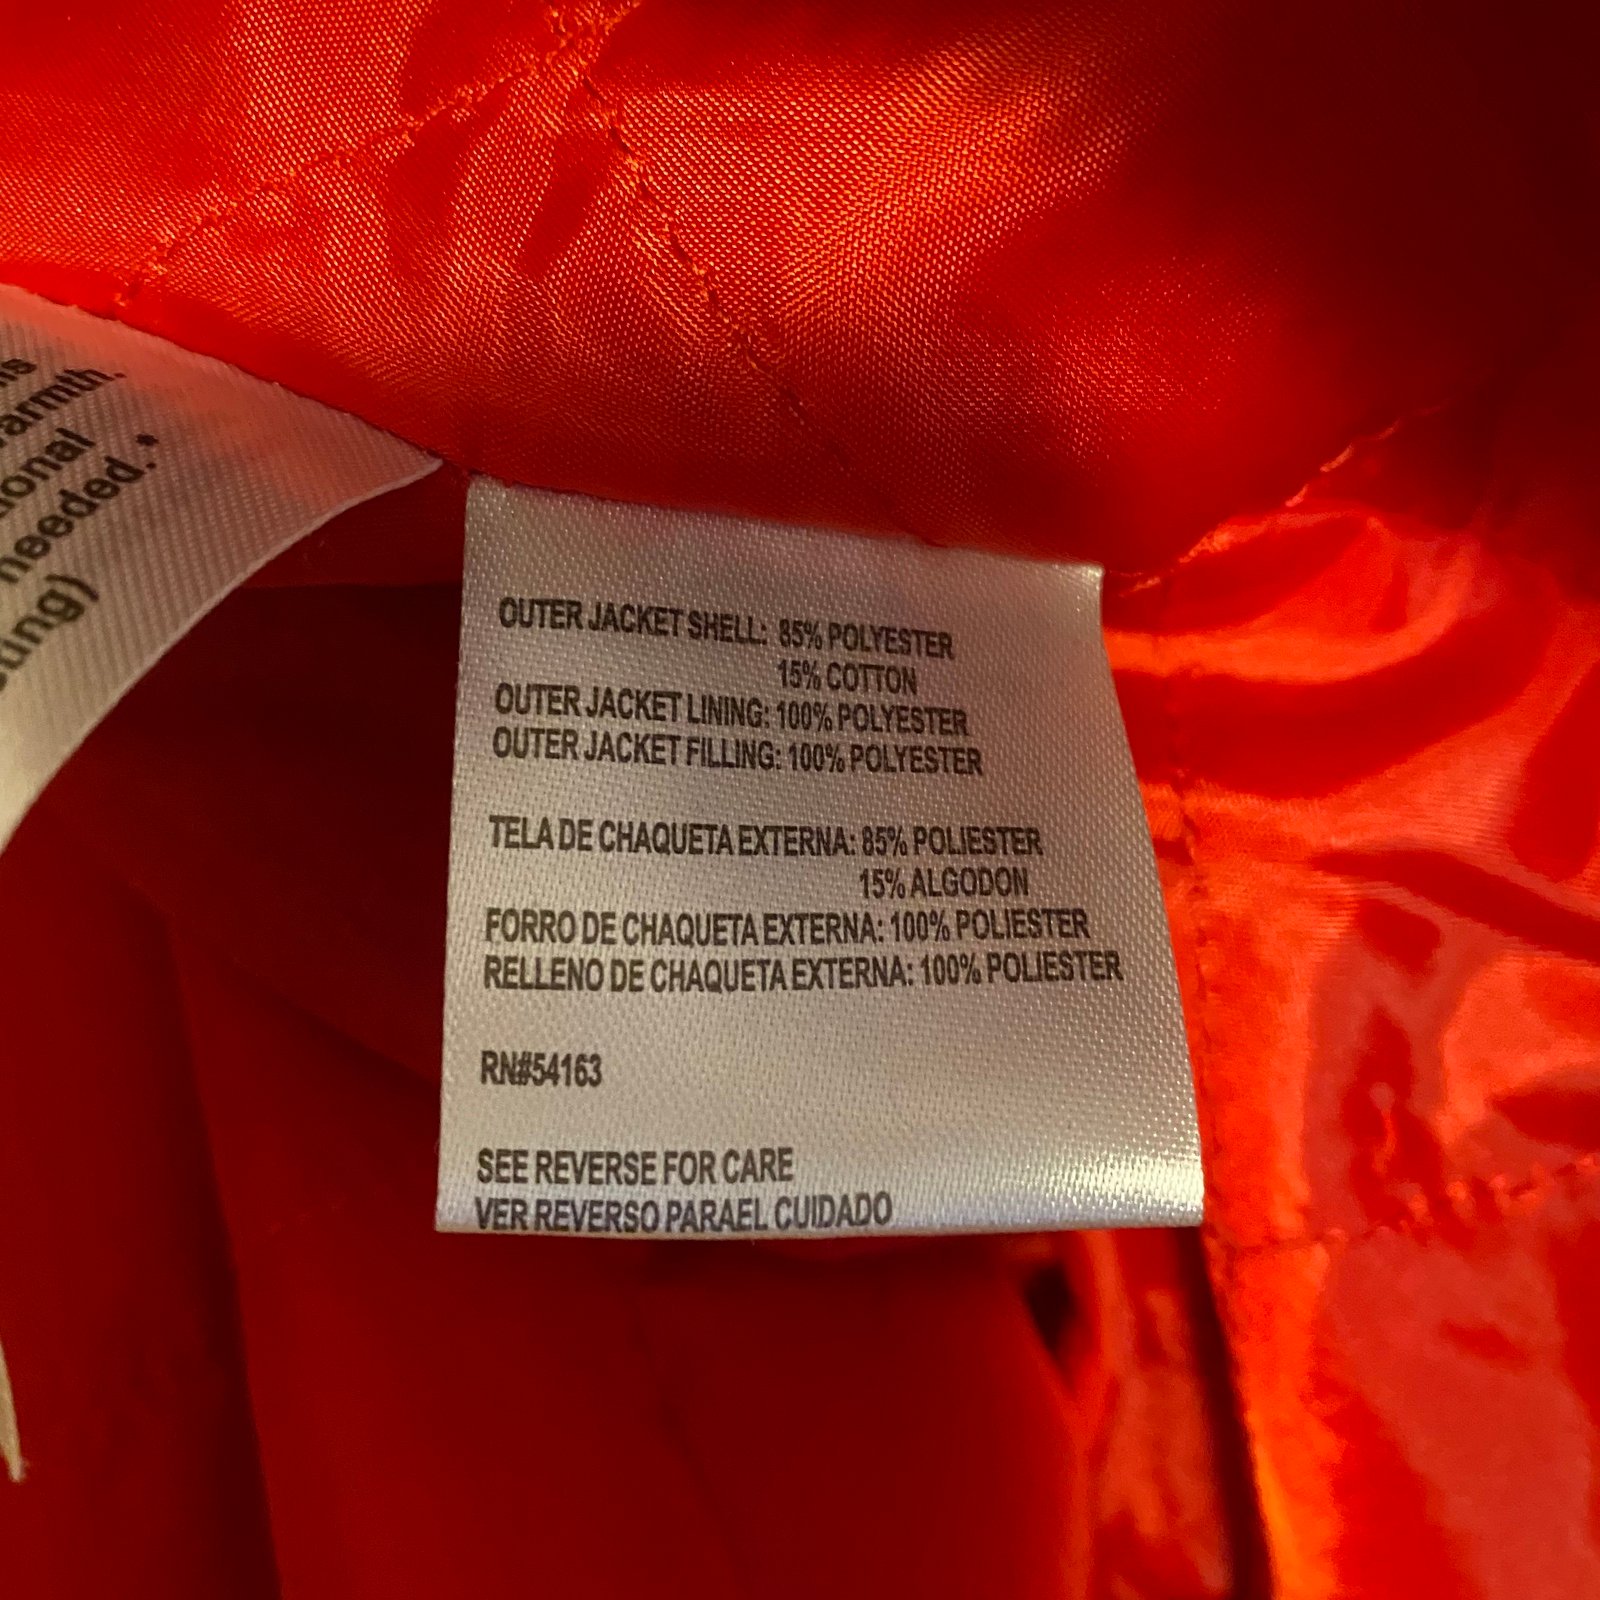 warmth.
needed.*
OUTER JACKET SHELL: 85% POLYESTER
15% COTTON
OUTER JACKET LINING: 100% POLYESTER
OUTER JACKET FILLING: 100% POLYESTER
TELA DE CHAQUETA EXTERNA: 85% POLIESTER
15% ALGODON
FORRO DE CHAQUETA EXTERNA: 100% POLIESTER
RELLENO DE CHAQUETA EXTERNA: 100% POLIESTER
RN#54163
SEE REVERSE FOR CARE
VER REVERSO PARAEL CUIDADO